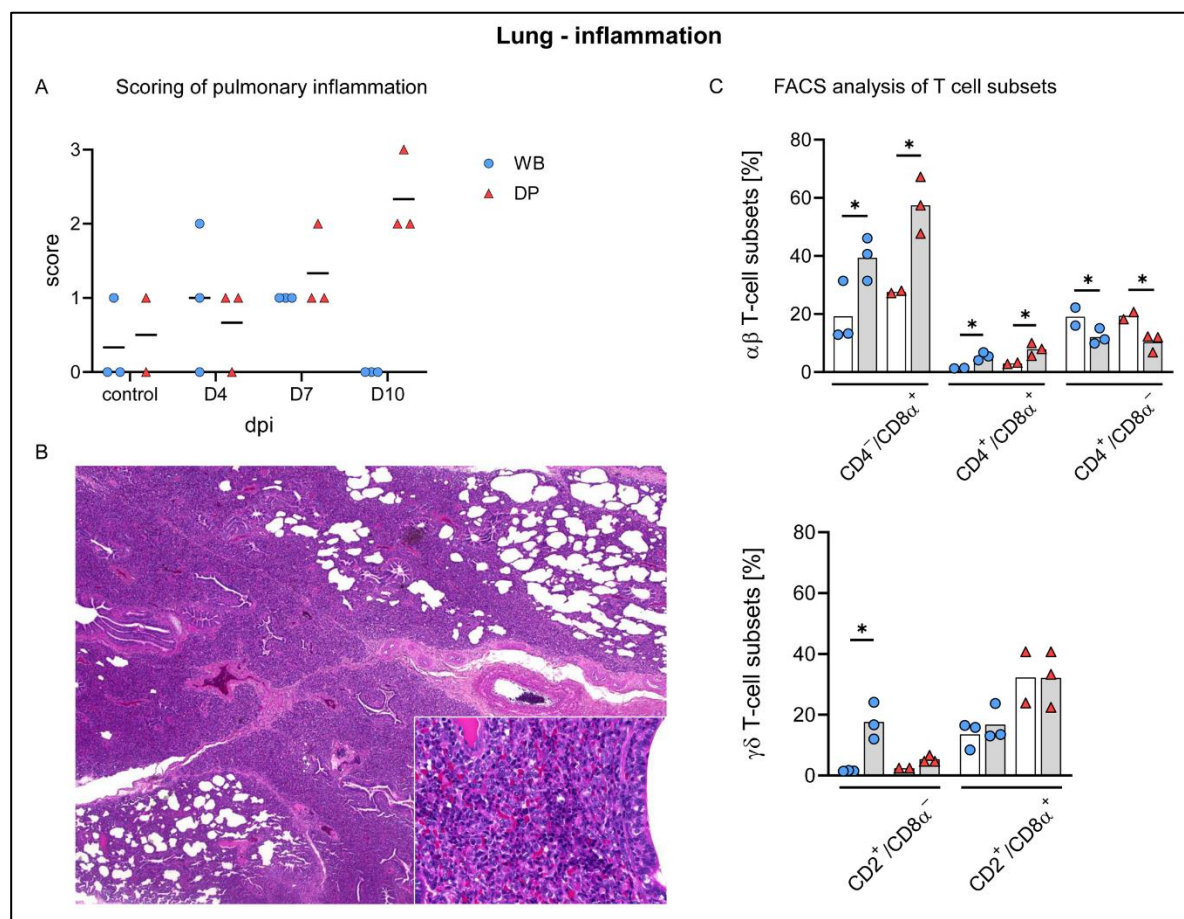 Lung - inflammation
A Scoring of pulmonary inflammation
score
3
2
1
0
control D4 D7 D10
dpi
WB
DP
B
C FACS analysis of T cell subsets
αβ T-cell subsets [%]
80
60
40
20
0
* * * * * *
CD4⁻/CD8α⁺ CD4⁺/CD8α⁺ CD4⁺/CD8α⁻
γδ T-cell subsets [%]
80
60
40
20
0
*
CD2⁺/CD8α⁻ CD2⁺/CD8α⁺